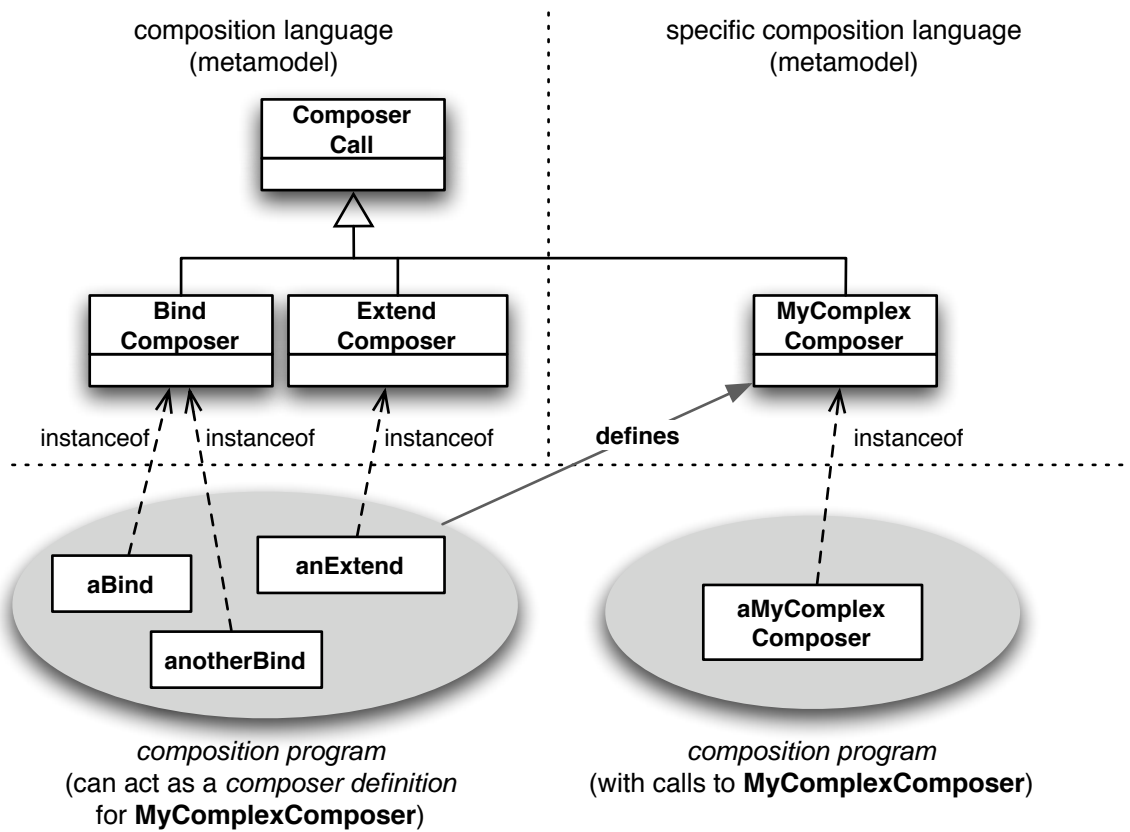 composition language
(metamodel)
specific composition language
(metamodel)
Composer
Call
Bind
Composer
Extend
Composer
MyComplex
Composer
instanceof
instanceof
instanceof
defines
instanceof
aBind
anotherBind
anExtend
aMyComplex
Composer
composition program
(can act as a composer definition
for MyComplexComposer)
composition program
(with calls to MyComplexComposer)